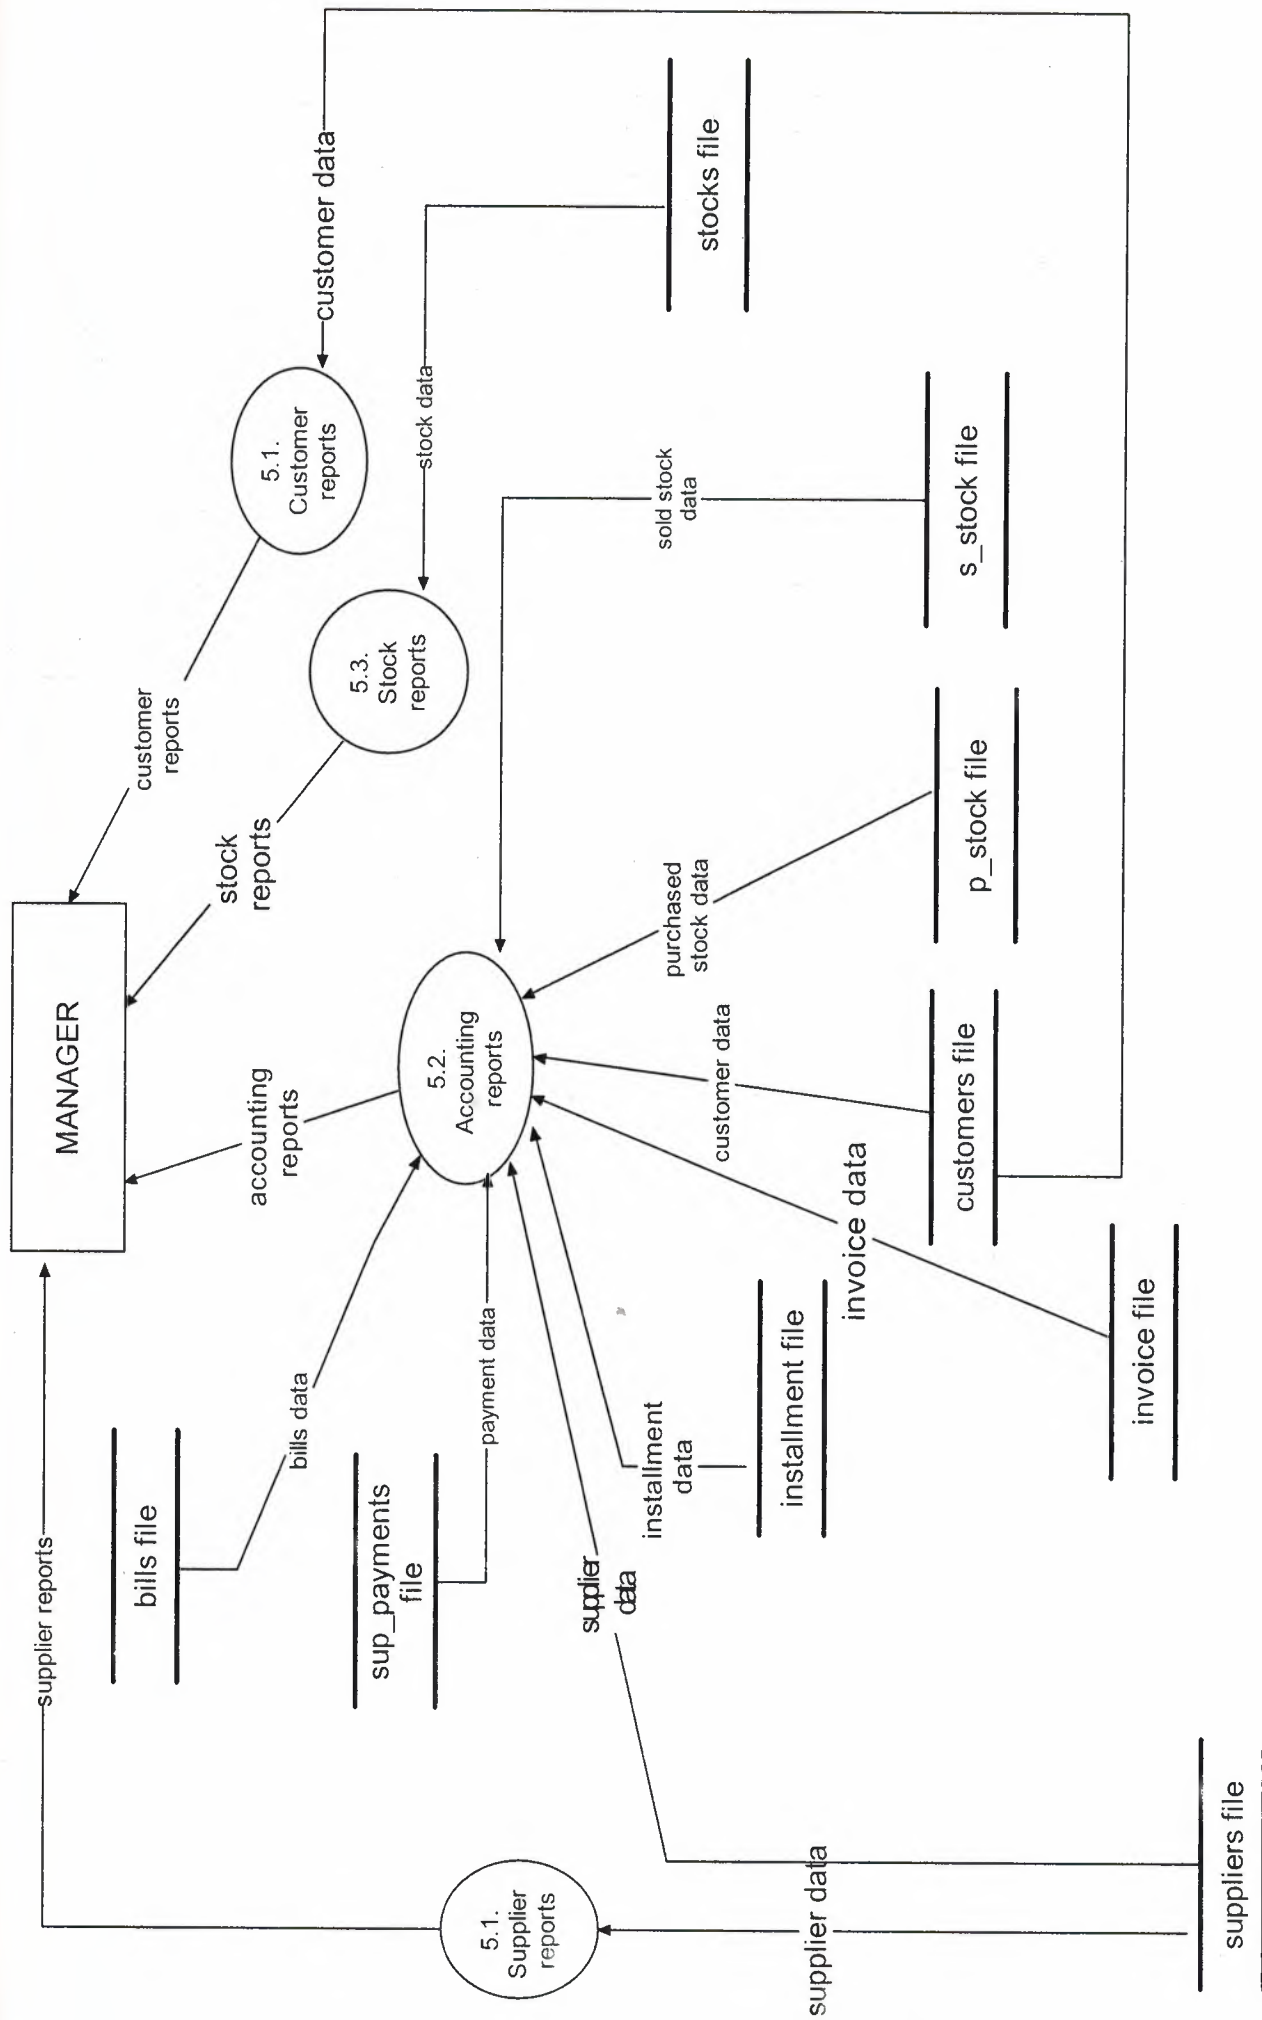 MANAGER
supplier reports
accounting
reports
stock
reports
customer
reports
customer data
5.1.
Customer
reports
5.3.
Stock
reports
stock data
stocks file
bills file
bills data
sup_payments
file
payment data
5.2.
Accounting
reports
sold stock
data
s_stock file
purchased
stock data
p_stock file
customer data
customers file
invoice data
invoice file
installment
data
installment file
supplier
data
5.1.
Supplier
reports
supplier data
suppliers file